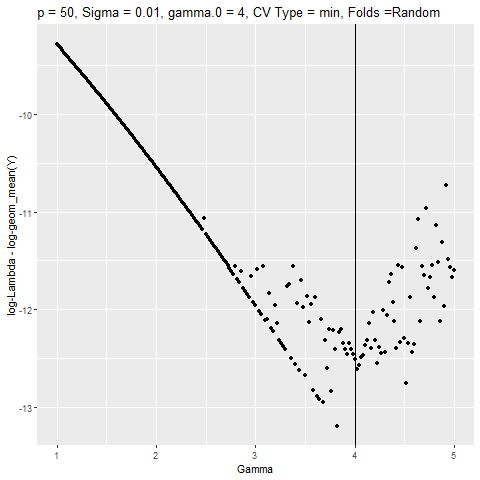 p = 50, Sigma = 0.01, gamma.0 = 4, CV Type = min, Folds =Random
log-Lambda - log-geom_mean(Y)
-10
-11
-12
-13
1 2 3 4 5
Gamma